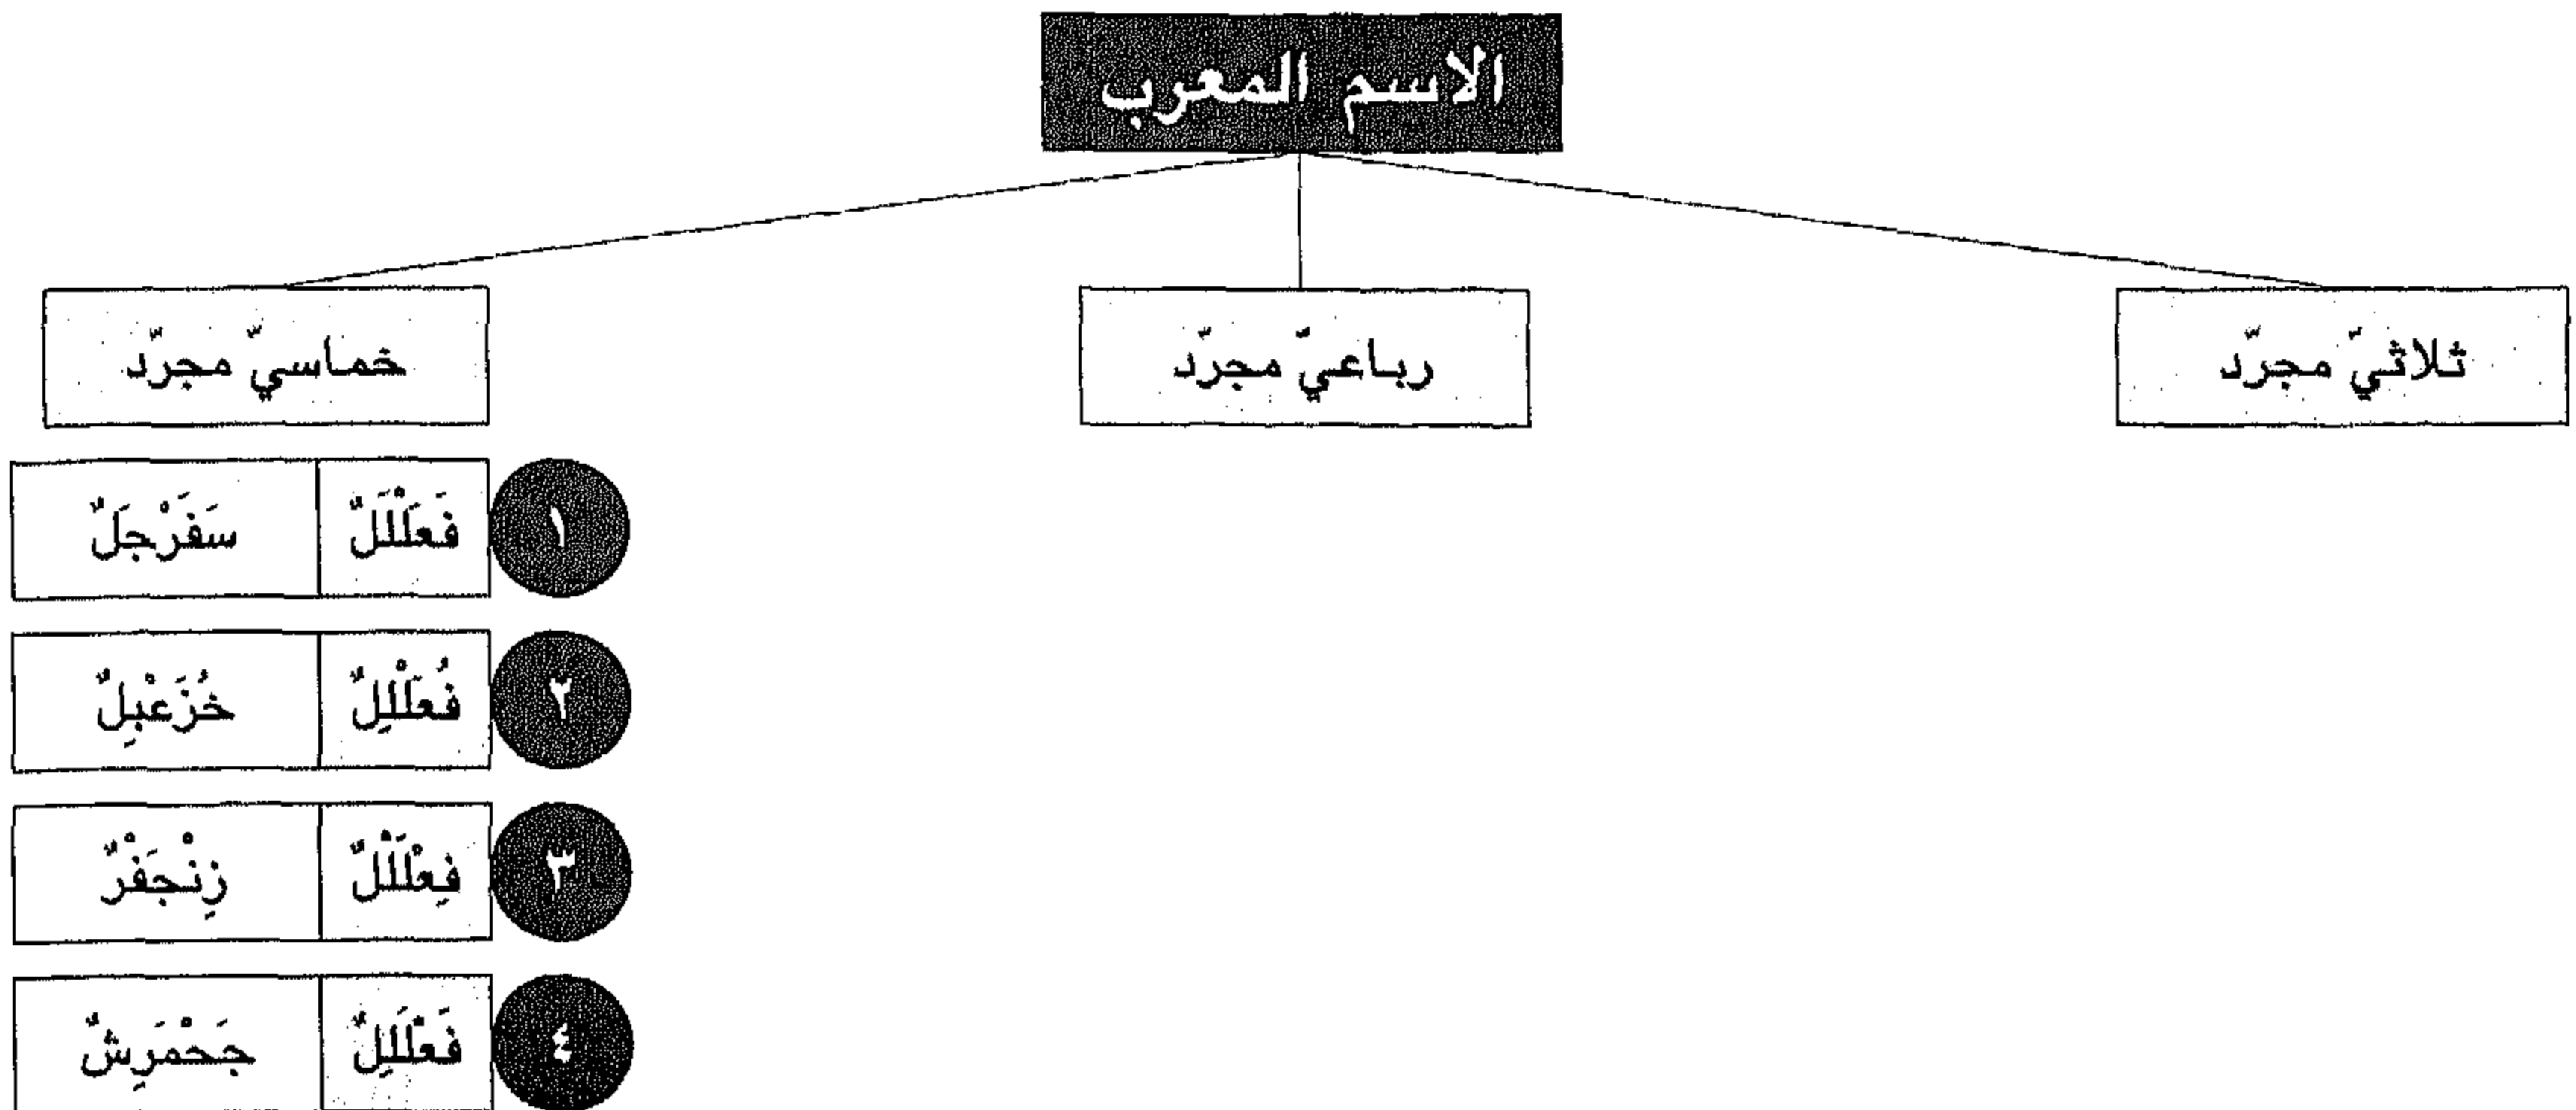 الاسم المعرب
ثلاثيّ مجرّد
رباعيّ مجرّد
خماسيّ مجرّد
١ فَعَلْلَلٌ سَفَرْجَلٌ
٢ فُعَلْلِلٌ خُزَعْبِلٌ
٣ فِعْلَلْلٌ زِنْجَفْرٌ
٤ فَعْلَلِلٌ جَحْمَرِشٌ